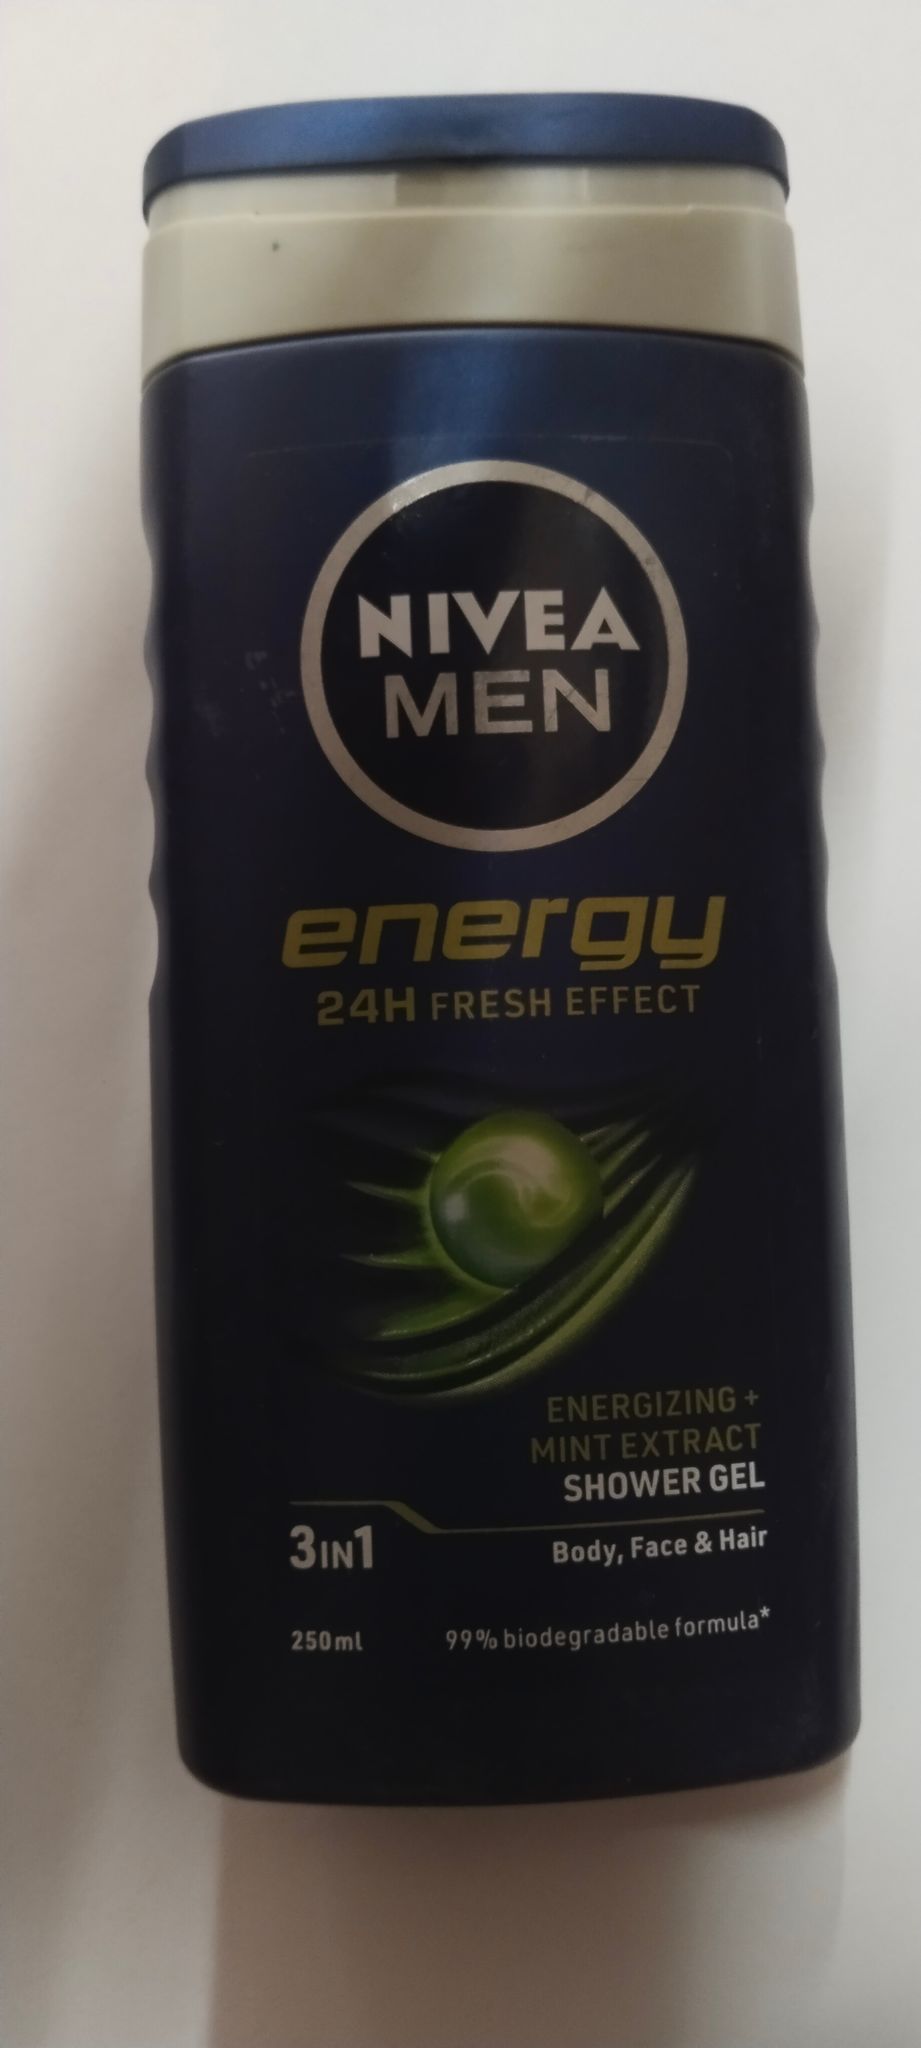 NIVEA
MEN
energy
24H FRESH EFFECT
ENERGIZING +
MINT EXTRACT
SHOWER GEL
3IN1
Body, Face & Hair
250ml
99% biodegradable formula*